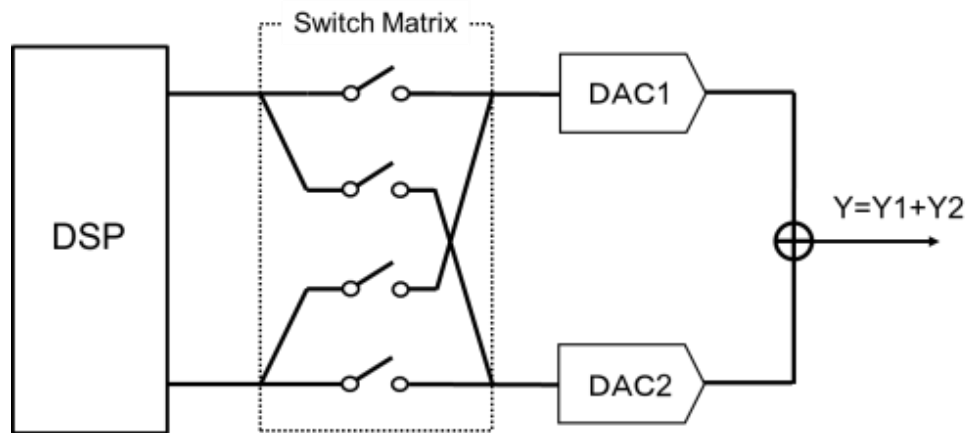 Switch Matrix
DSP
DAC1
Y=Y1+Y2
DAC2